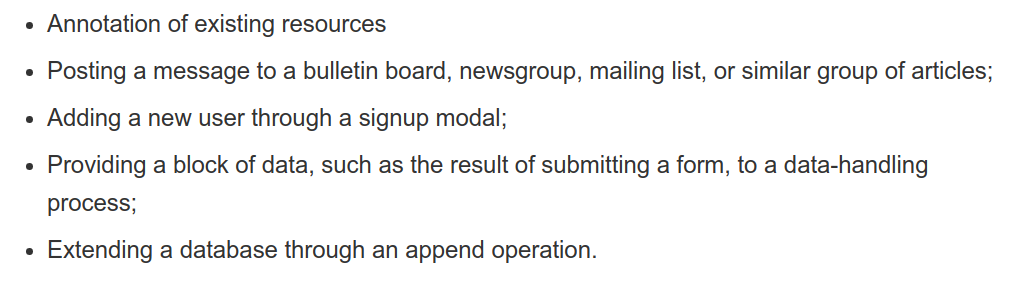 • Annotation of existing resources
• Posting a message to a bulletin board, newsgroup, mailing list, or similar group of articles;
• Adding a new user through a signup modal;
• Providing a block of data, such as the result of submitting a form, to a data-handling
process;
• Extending a database through an append operation.